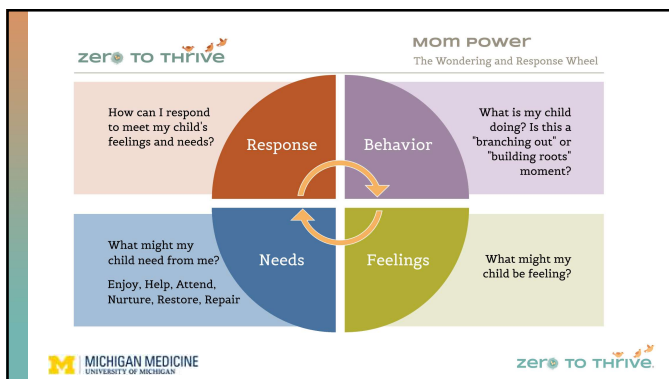 zero to thrive
Mom Power
The Wondering and Response Wheel
How can I respond
to meet my child's
feelings and needs?
Response
Behavior
What is my child
doing? Is this a
"branching out" or
"building roots"
moment?
What might my
child need from me?
Enjoy, Help, Attend,
Nurture, Restore, Repair
Needs
Feelings
What might my
child be feeling?
M
MICHIGAN MEDICINE
UNIVERSITY OF MICHIGAN
zero to thrive.